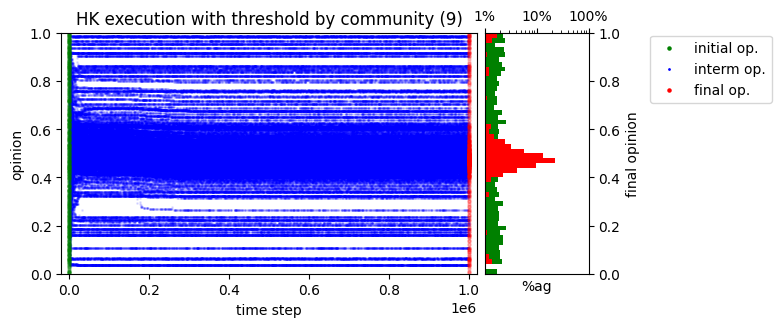 HK execution with threshold by community (9)
1% 10% 100%
1.0 0.8 0.6 0.4 0.2 0.0
opinion
0.0 0.2 0.4 0.6 0.8 1.0
1e6
time step
%ag
1.0 0.8 0.6 0.4 0.2 0.0
final opinion
initial op.
interm op.
final op.